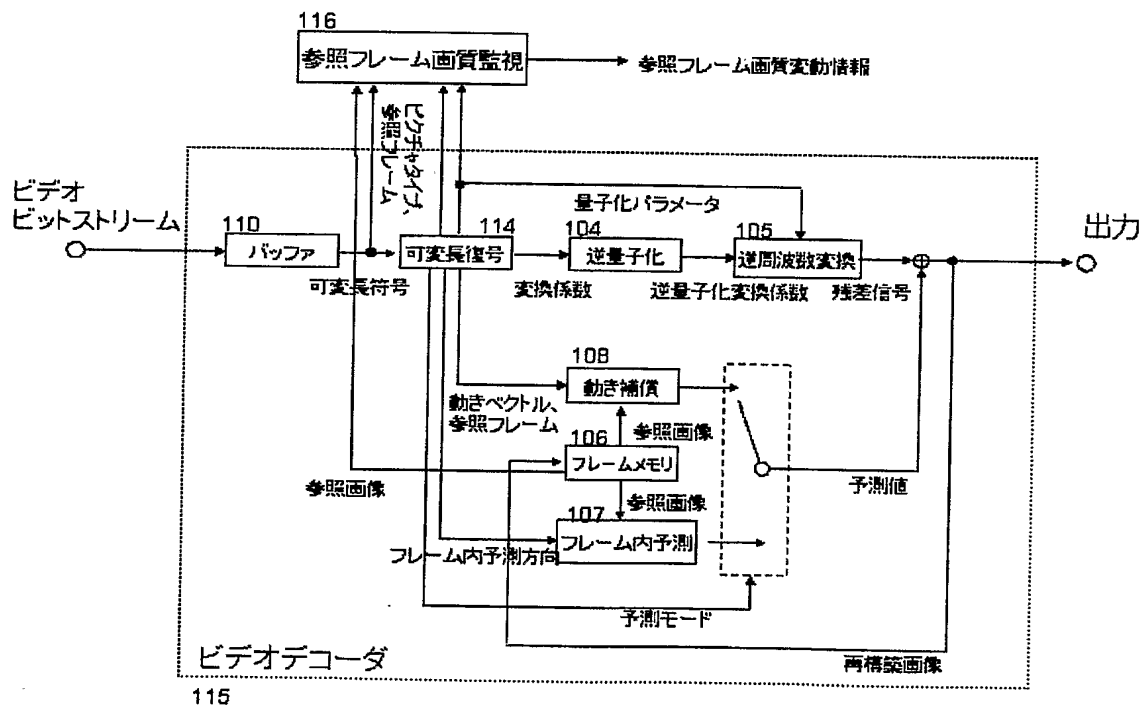 116
参照フレーム画質監視
参照フレーム画質変動情報
ピクチャタイプ、
参照フレーム
ビデオ
ビットストリーム
110
バッファ
可変長符号
114
可変長復号
変換係数
量子化パラメータ
104
逆量子化
逆量子化変換係数
105
逆周波数変換
残差信号
出力
108
動き補償
動きベクトル、
参照フレーム
参照画像
106
フレームメモリ
参照画像
参照画像
107
フレーム内予測
フレーム内予測方向
予測値
予測モード
再構築画像
ビデオデコーダ
115